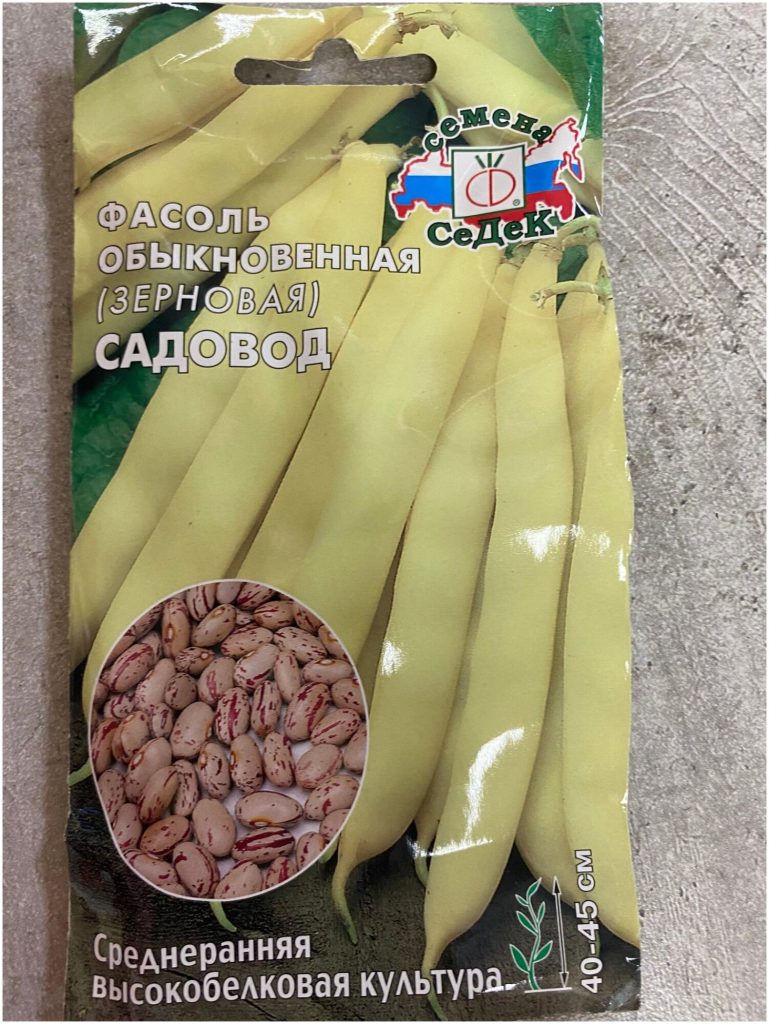 семена
СеДеК
ФАСОЛЬ
ОБЫКНОВЕННАЯ
(ЗЕРНОВАЯ)
САДОВОД
Среднеранняя
высокобелковая культура
40-45 см